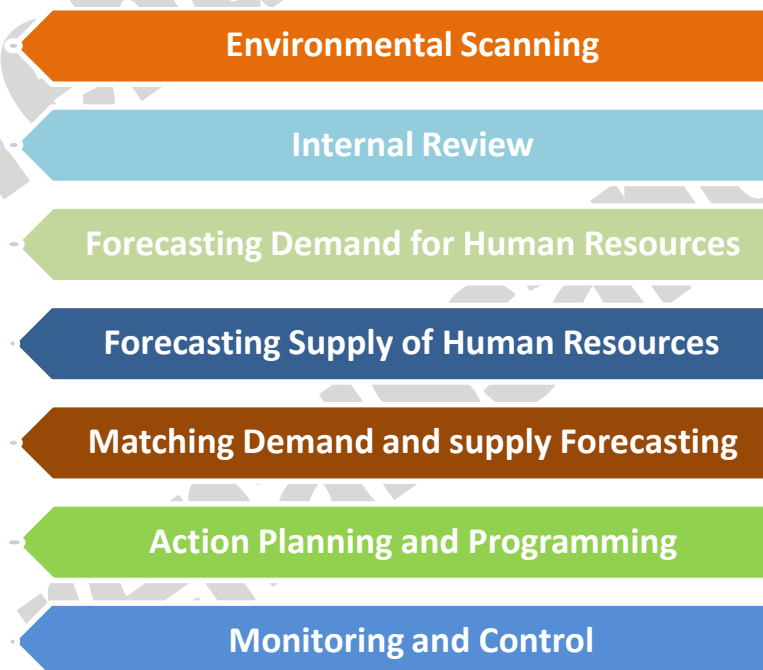 Environmental Scanning
Internal Review
Forecasting Demand for Human Resources
Forecasting Supply of Human Resources
Matching Demand and supply Forecasting
Action Planning and Programming
Monitoring and Control